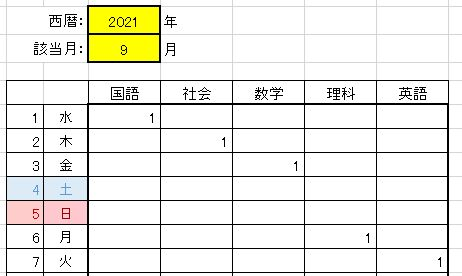 西暦: 2021 年
該当月: 9 月
国語 社会 数学 理科 英語
1 水 1
2 木 1
3 金 1
4 土
5 日
6 月 1
7 火 1